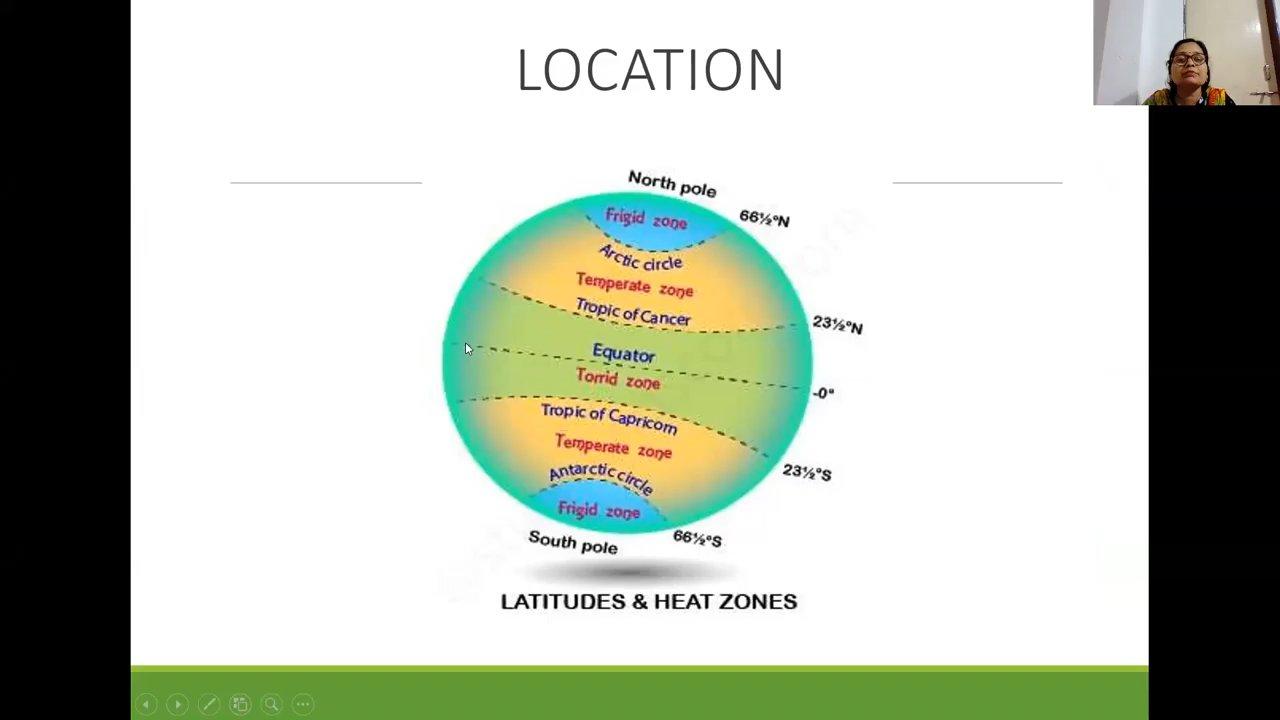 LOCATION
North pole
66½°N
Frigid zone
Arctic circle
Temperate zone
Tropic of Cancer
23½°N
Equator
Torrid zone
-0°
Tropic of Capricorn
Temperate zone
23½°S
Antarctic circle
Frigid zone
66½°S
South pole
LATITUDES & HEAT ZONES